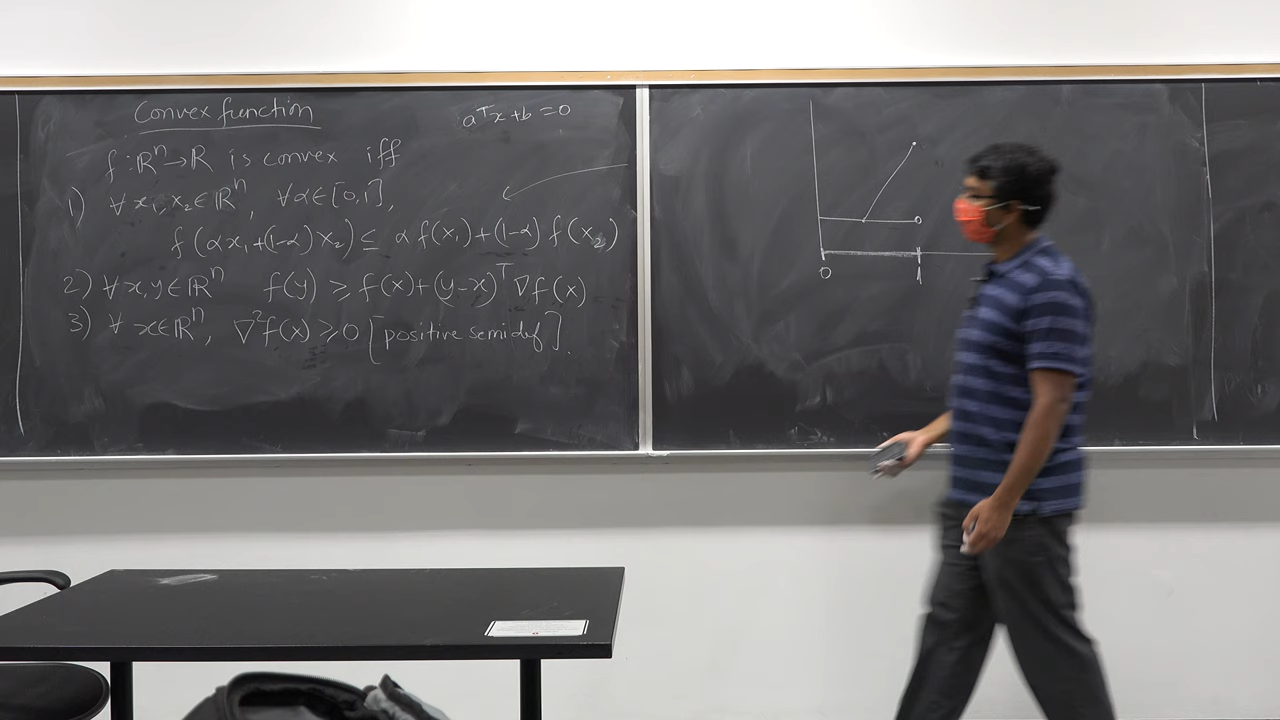 Convex function
aᵀx+b=0
f:ℝⁿ→ℝ is convex iff
1) ∀x₁,x₂∈ℝⁿ, ∀α∈[0,1],
f(αx₁+(1-α)x₂)≤αf(x₁)+(1-α)f(x₂)
2) ∀x,y∈ℝⁿ f(y)≥f(x)+(y-x)ᵀ∇f(x)
3) ∀x∈ℝⁿ, ∇²f(x)≥0 [positive semidef].
0 1